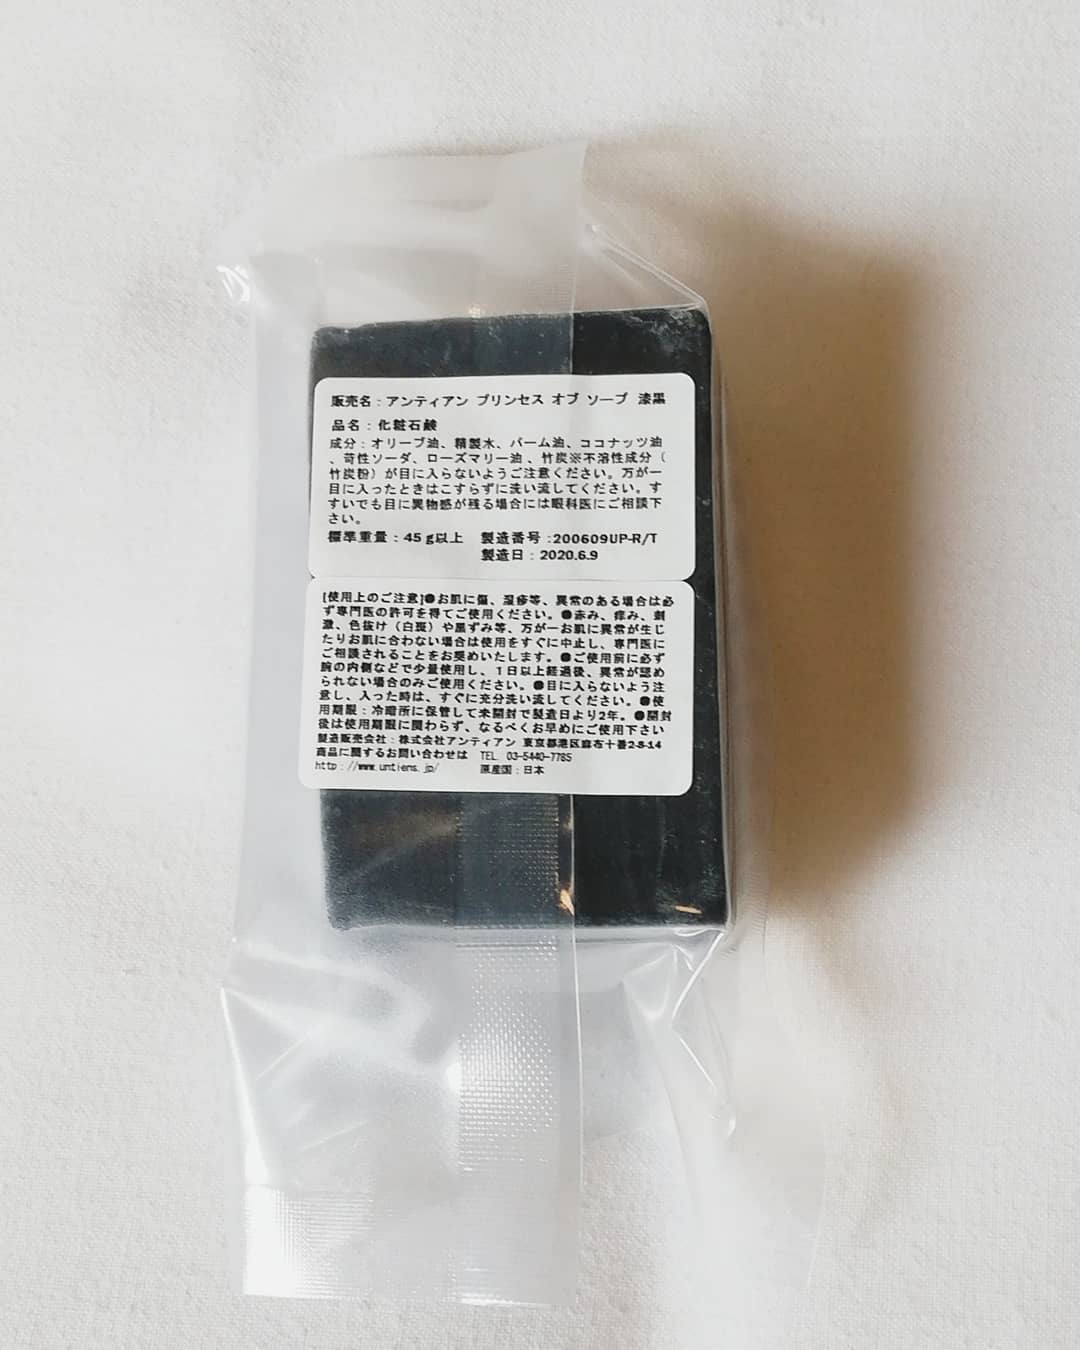 販売名：アンティアン プリンセス オブ ソープ 漆黒
品名：化粧石鹸
成分：オリーブ油、精製水、パーム油、ココナッツ油
、苛性ソーダ、ローズマリー油、竹炭※不溶性成分（
竹炭粉）が目に入らないようご注意ください。万が一
目に入ったときはこすらずに洗い流してください。す
すいでも目に異物感が残る場合には眼科医にご相談下
さい。
標準重量：45g以上 製造番号：200609UP-R/T
製造日：2020.6.9
[使用上のご注意]●お肌に傷、湿疹等、異常のある場合は必
ず専門医の許可を得てご使用ください。●赤み、痒み、刺
激、色抜け（白斑）や黒ずみ等、万が一お肌に異常が生じ
たりお肌に合わない場合は使用をすぐに中止し、専門医に
ご相談されることをお奨めいたします。●ご使用前に必ず
腕の内側などで少量使用し、1日以上経過後、異常が認め
られない場合のみご使用ください。●目に入らないよう注
意し、入った時は、すぐに充分洗い流してください。●使
用期限：冷暗所に保管して未開封で製造日より2年。●開封
後は使用期限に関わらず、なるべくお早めにご使用下さい
製造販売会社：株式会社アンティアン 東京都港区麻布十番2-8-14
商品に関するお問い合わせは TEL. 03-5440-7785
http://www.untiens.jp/ 原産国：日本